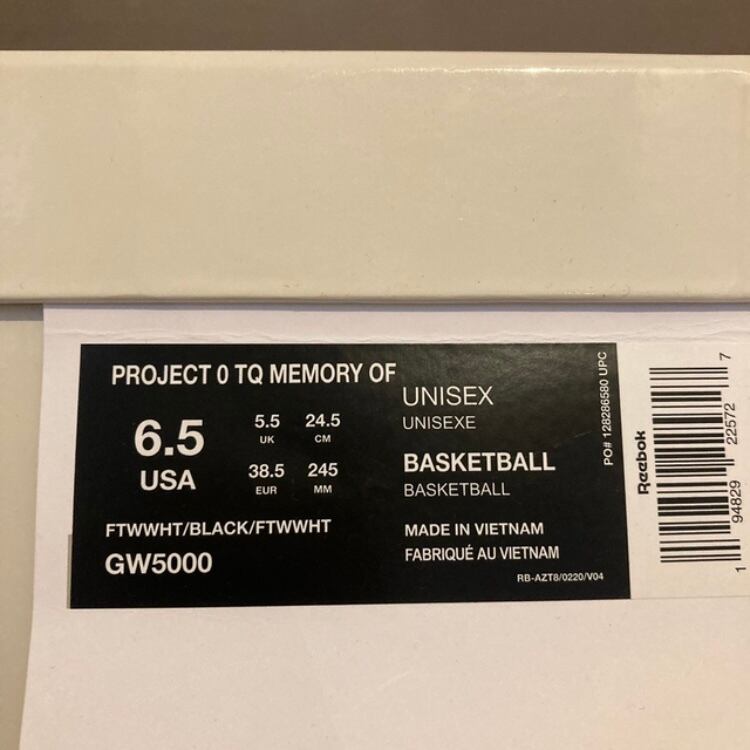 PROJECT 0 TQ MEMORY OF
6.5
USA
5.5
UK
24.5
CM
38.5
EUR
245
MM
FTWWHT/BLACK/FTWWHT
GW5000
UNISEX
UNISEXE
BASKETBALL
BASKETBALL
MADE IN VIETNAM
FABRIQUÉ AU VIETNAM
RB-AZT8/0220/V04
PO# 128286580 UPC
Reebok
1 94829 22572 7